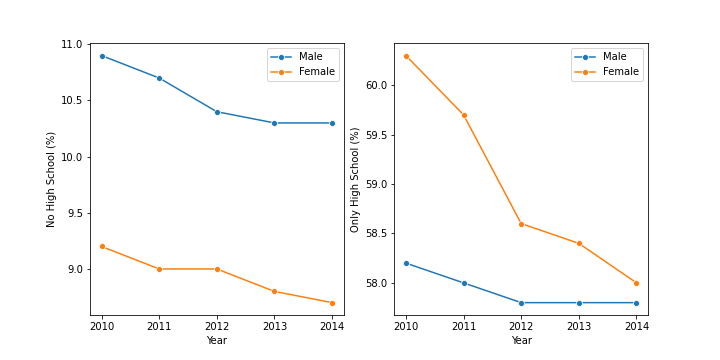 No High School (%)
11.0
10.5
10.0
9.5
9.0
2010 2011 2012 2013 2014
Year
Male
Female
Only High School (%)
60.0
59.5
59.0
58.5
58.0
2010 2011 2012 2013 2014
Year
Male
Female